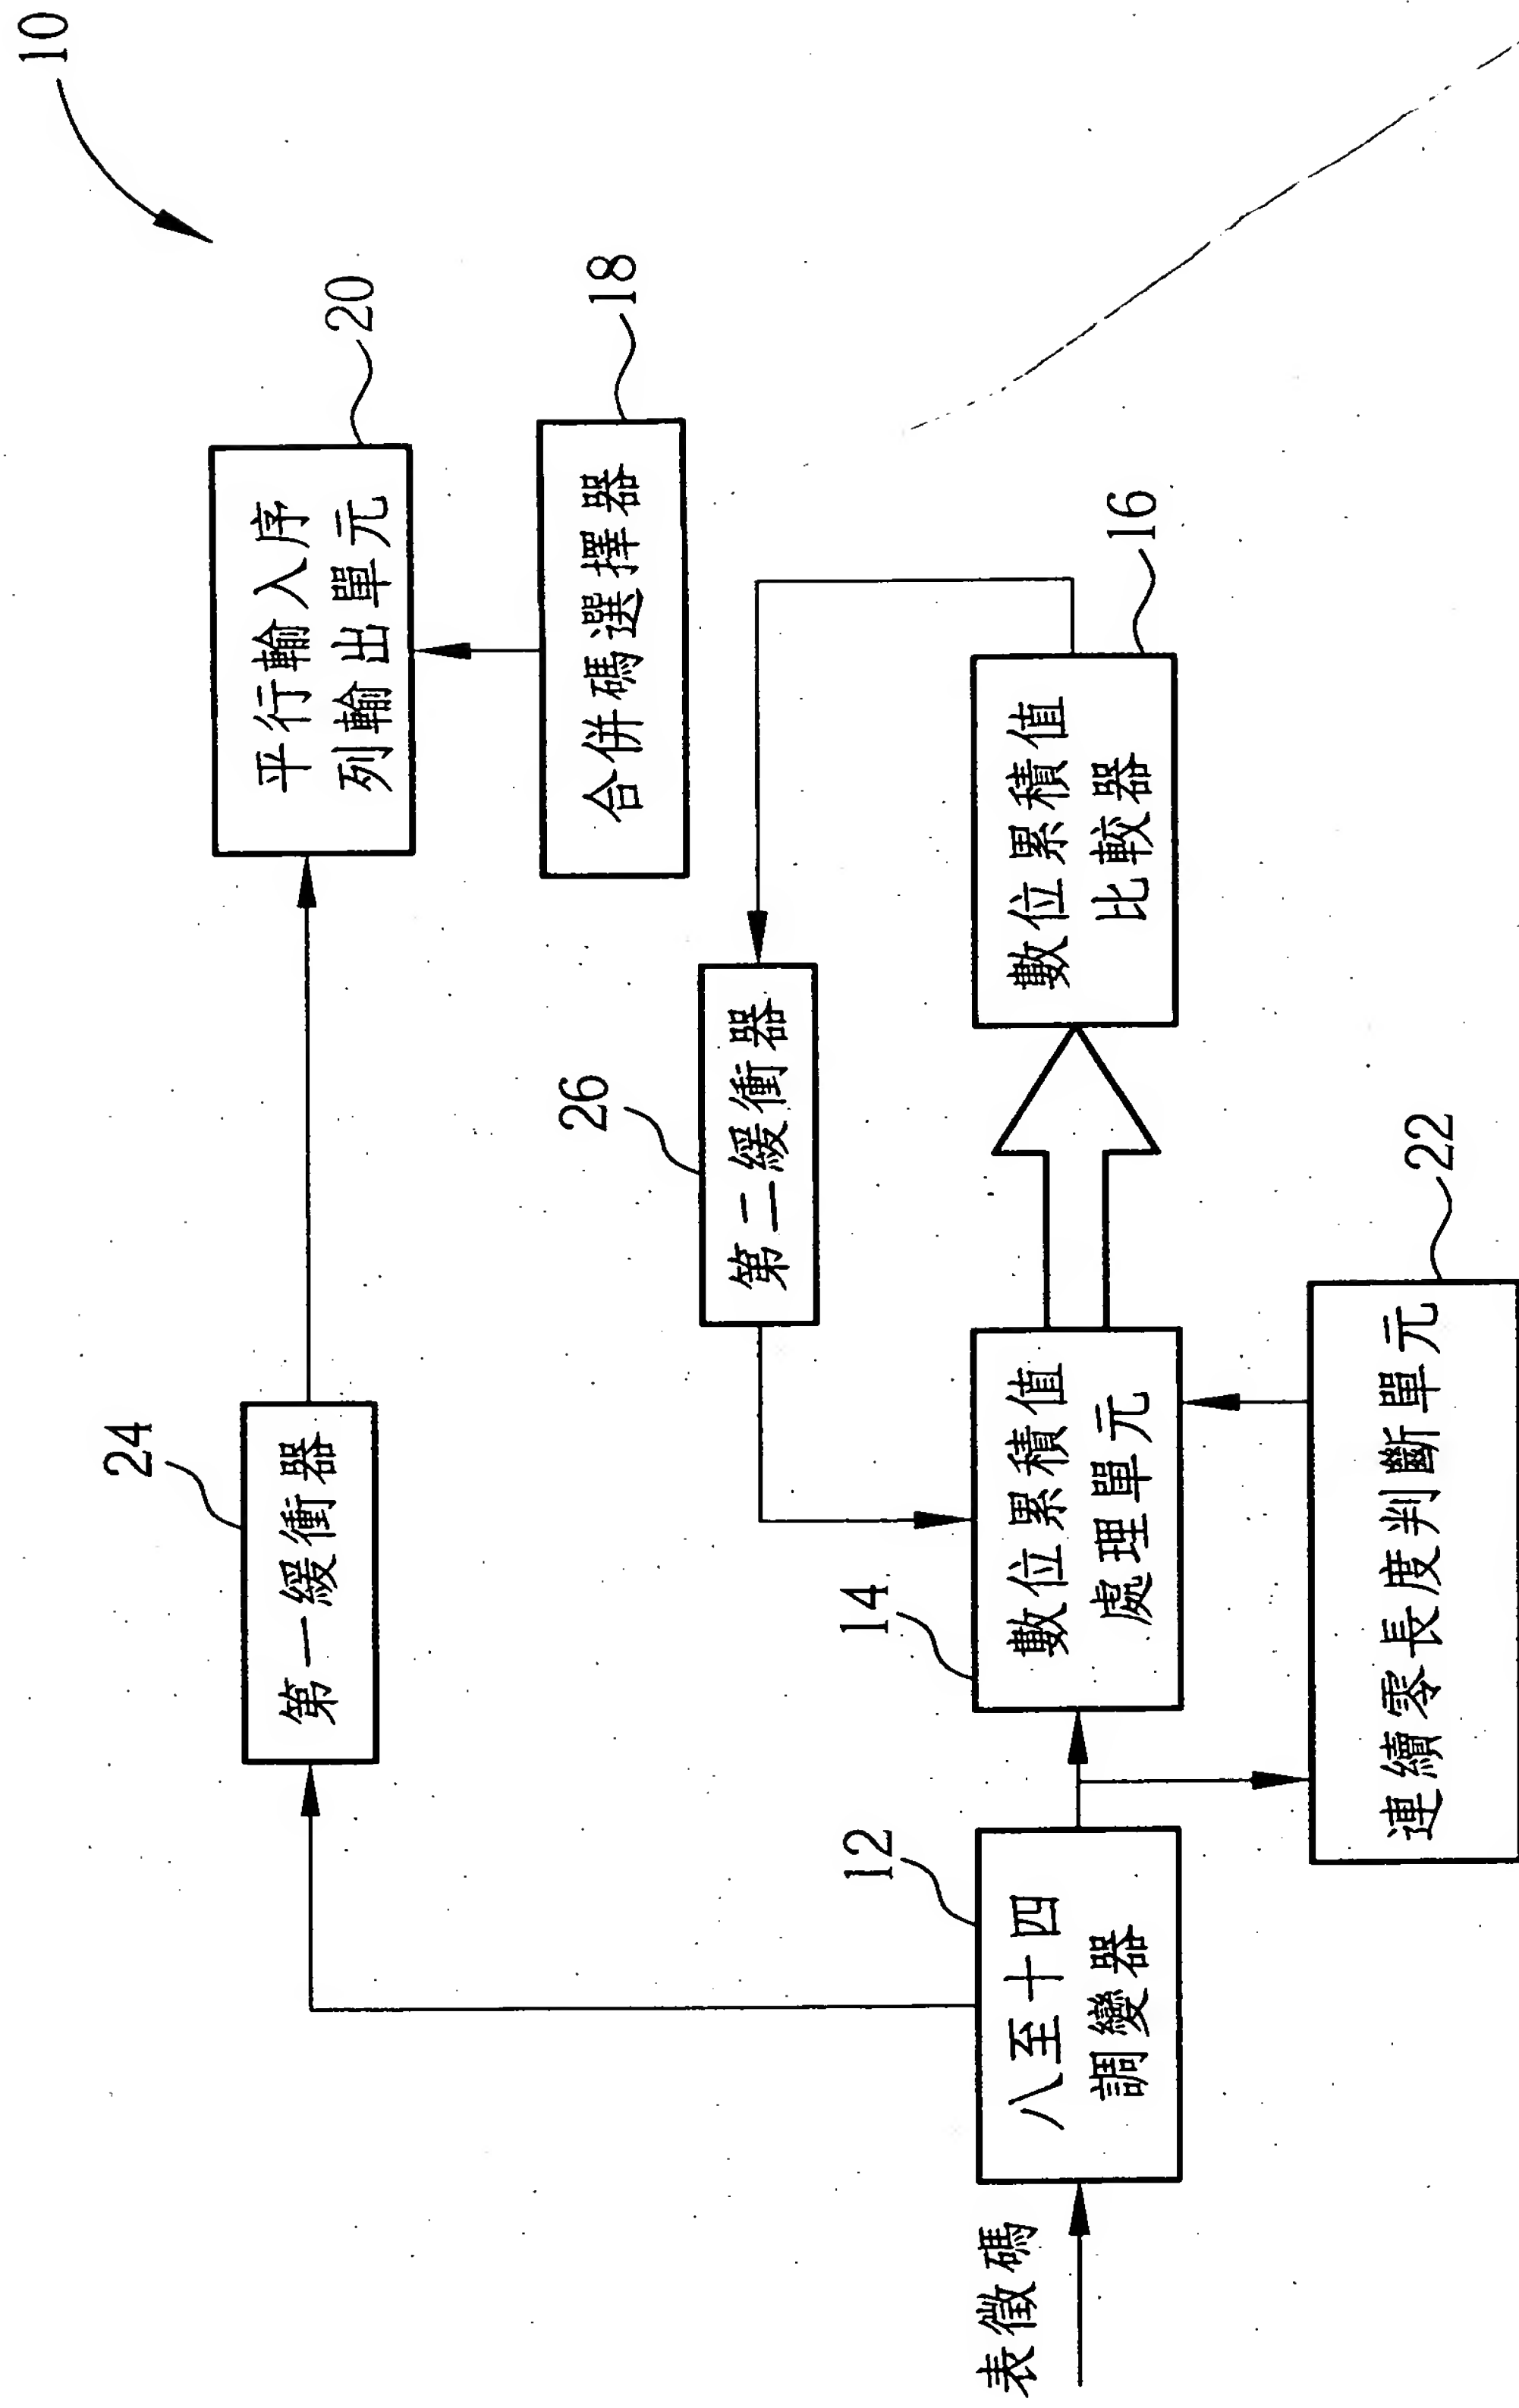 10
24
第一緩衝器
20
平行輸入序
列輸出單元
18
合併碼選擇器
26
第二緩衝器
表徵碼
12
八至十四
調變器
14
數位累積值
處理單元
16
數位累積值
比較器
22
連續零長度判斷單元